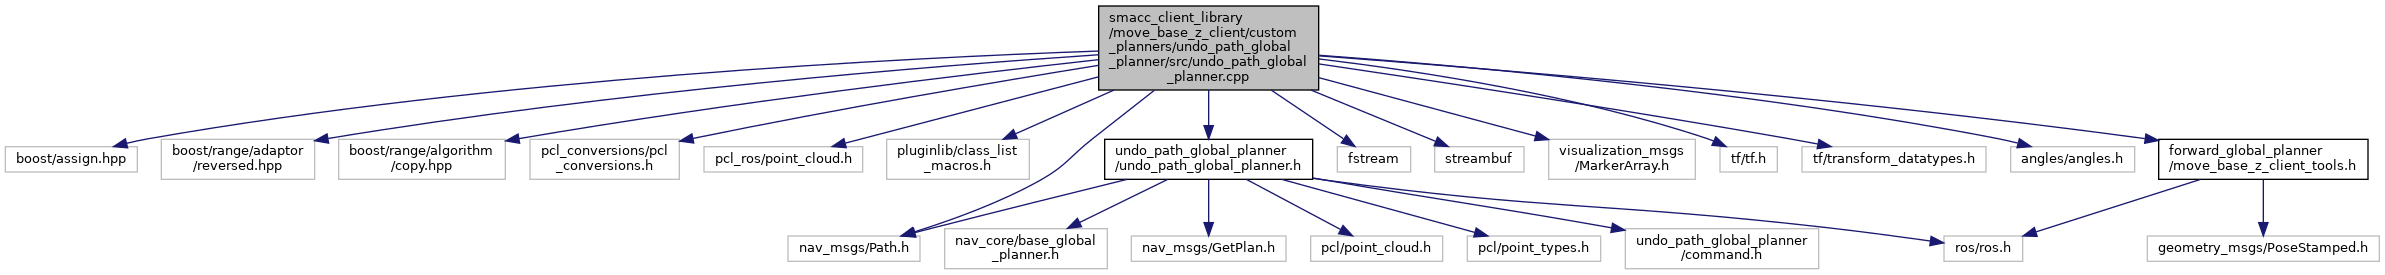 smacc_client_library
/move_base_z_client/custom
_planners/undo_path_global
_planner/src/undo_path_global
_planner.cpp
boost/assign.hpp
boost/range/adaptor
/reversed.hpp
boost/range/algorithm
/copy.hpp
pcl_conversions/pcl
_conversions.h
pcl_ros/point_cloud.h
pluginlib/class_list
_macros.h
undo_path_global_planner
/undo_path_global_planner.h
fstream
streambuf
visualization_msgs
/MarkerArray.h
tf/tf.h
tf/transform_datatypes.h
angles/angles.h
forward_global_planner
/move_base_z_client_tools.h
nav_msgs/Path.h
nav_core/base_global
_planner.h
nav_msgs/GetPlan.h
pcl/point_cloud.h
pcl/point_types.h
undo_path_global_planner
/command.h
ros/ros.h
geometry_msgs/PoseStamped.h